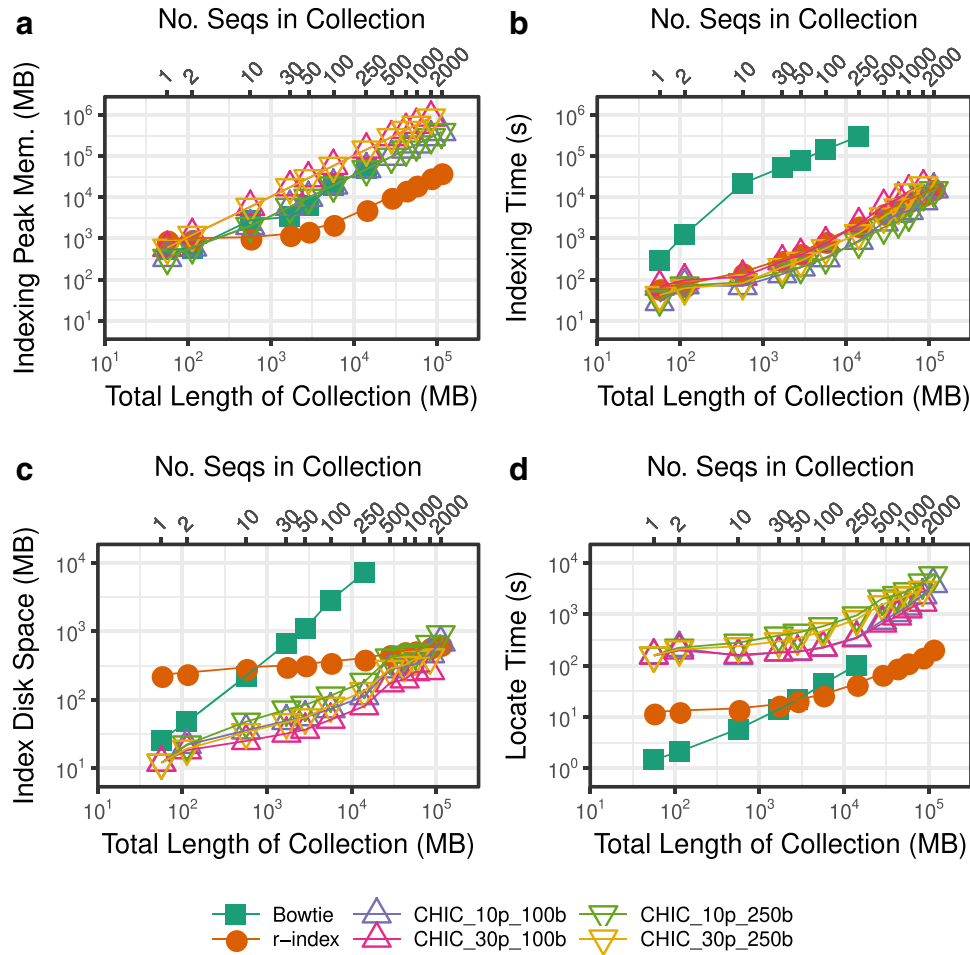 a
No. Seqs in Collection
1 2 10 30 50 100 250 500 1000 2000
Indexing Peak Mem. (MB)
10^6
10^5
10^4
10^3
10^2
10^1
10^1 10^2 10^3 10^4 10^5
Total Length of Collection (MB)
b
No. Seqs in Collection
1 2 10 30 50 100 250 500 1000 2000
Indexing Time (s)
10^6
10^5
10^4
10^3
10^2
10^1
10^1 10^2 10^3 10^4 10^5
Total Length of Collection (MB)
c
No. Seqs in Collection
1 2 10 30 50 100 250 500 1000 2000
Index Disk Space (MB)
10^4
10^3
10^2
10^1
10^1 10^2 10^3 10^4 10^5
Total Length of Collection (MB)
d
No. Seqs in Collection
1 2 10 30 50 100 250 500 1000 2000
Locate Time (s)
10^4
10^3
10^2
10^1
10^0
10^1 10^2 10^3 10^4 10^5
Total Length of Collection (MB)
Bowtie CHIC_10p_100b CHIC_10p_250b
r−index CHIC_30p_100b CHIC_30p_250b